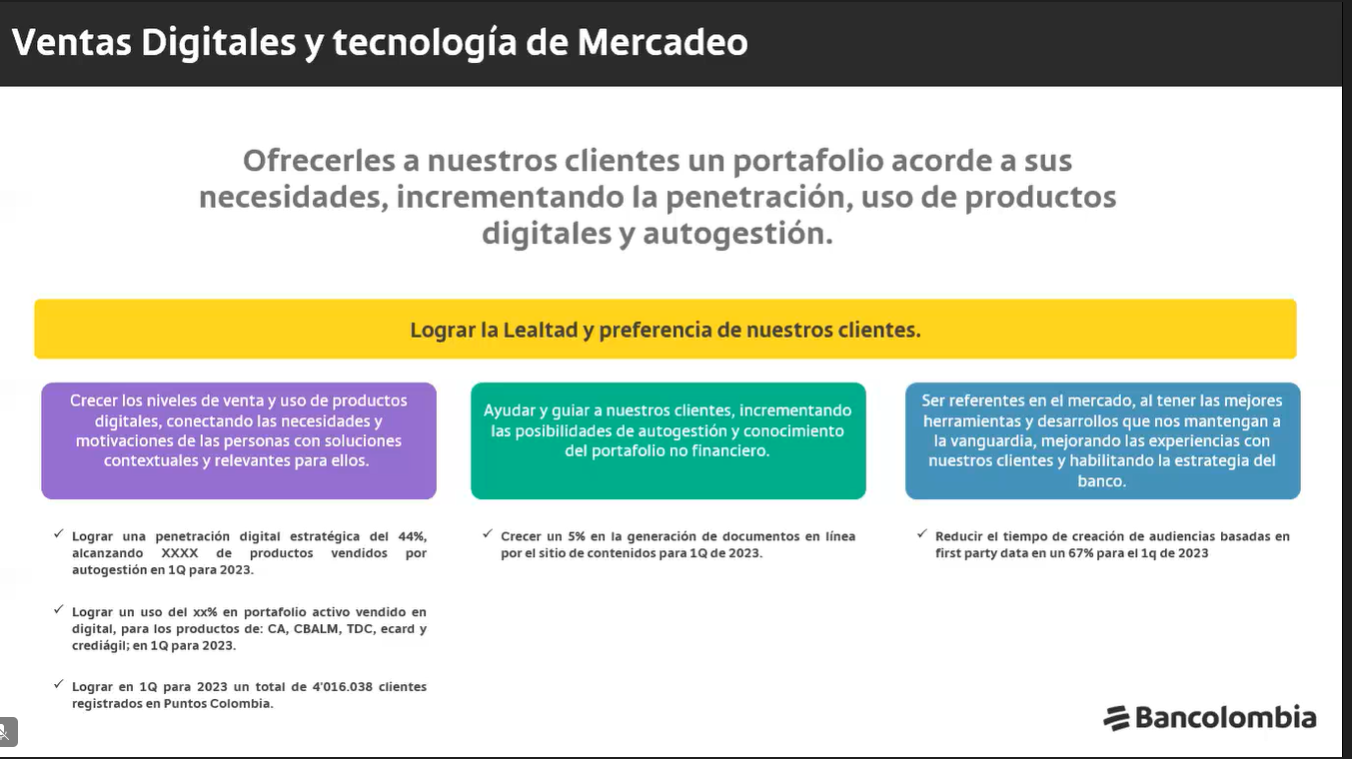 Ventas Digitales y tecnología de Mercadeo
Ofrecerles a nuestros clientes un portafolio acorde a sus
necesidades, incrementando la penetración, uso de productos
digitales y autogestión.
Lograr la Lealtad y preferencia de nuestros clientes.
Crecer los niveles de venta y uso de productos
digitales, conectando las necesidades y
motivaciones de las personas con soluciones
contextuales y relevantes para ellos.
✓ Lograr una penetración digital estratégica del 44%,
alcanzando XXXX de productos vendidos por
autogestión en 1Q para 2023.
✓ Lograr un uso del xx% en portafolio activo vendido en
digital, para los productos de: CA, CBALM, TDC, ecard y
crediágil; en 1Q para 2023.
✓ Lograr en 1Q para 2023 un total de 4'016.038 clientes
registrados en Puntos Colombia.
Ayudar y guiar a nuestros clientes, incrementando
las posibilidades de autogestión y conocimiento
del portafolio no financiero.
✓ Crecer un 5% en la generación de documentos en línea
por el sitio de contenidos para 1Q de 2023.
Ser referentes en el mercado, al tener las mejores
herramientas y desarrollos que nos mantengan a
la vanguardia, mejorando las experiencias con
nuestros clientes y habilitando la estrategia del
banco.
✓ Reducir el tiempo de creación de audiencias basadas en
first party data en un 67% para el 1q de 2023
Bancolombia